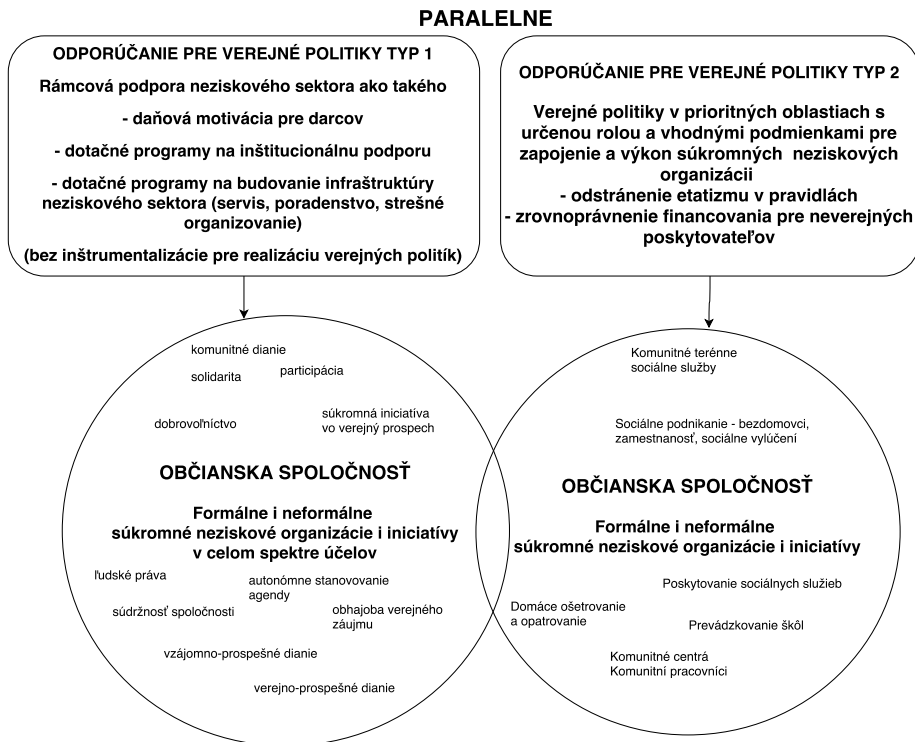 PARALELNE
ODPORÚČANIE PRE VEREJNÉ POLITIKY TYP 1
Rámcová podpora neziskového sektora ako takého
- daňová motivácia pre darcov
- dotačné programy na inštitucionálnu podporu
- dotačné programy na budovanie infraštruktúry
neziskového sektora (servis, poradenstvo, strešné
organizovanie)
(bez inštrumentalizácie pre realizáciu verejných politík)
ODPORÚČANIE PRE VEREJNÉ POLITIKY TYP 2
Verejné politiky v prioritných oblastiach s
určenou rolou a vhodnými podmienkami pre
zapojenie a výkon súkromných neziskových
organizácii
- odstránenie etatizmu v pravidlách
- zrovnoprávnenie financovania pre neverejných
poskytovateľov
komunitné dianie
solidarita
participácia
dobrovoľníctvo
súkromná iniciatíva
vo verejný prospech
OBČIANSKA SPOLOČNOSŤ
Formálne i neformálne
súkromné neziskové organizácie i iniciatívy
v celom spektre účelov
ľudské práva
autonómne stanovovanie
agendy
súdržnosť spoločnosti
obhajoba verejného
záujmu
vzájomno-prospešné dianie
verejno-prospešné dianie
Komunitné terénne
sociálne služby
Sociálne podnikanie - bezdomovci,
zamestnanosť, sociálne vylúčení
OBČIANSKA SPOLOČNOSŤ
Formálne i neformálne
súkromné neziskové organizácie i iniciatívy
Poskytovanie sociálnych služieb
Domáce ošetrovanie
a opatrovanie
Prevádzkovanie škôl
Komunitné centrá
Komunitní pracovníci